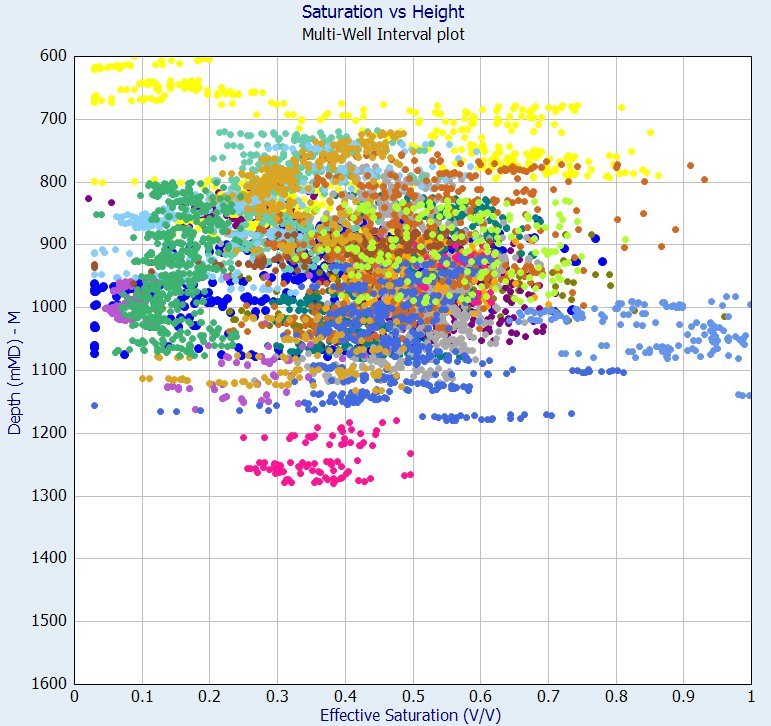 Saturation vs Height
Multi-Well Interval plot
Depth (mMD) - M
600
700
800
900
1000
1100
1200
1300
1400
1500
1600
0 0.1 0.2 0.3 0.4 0.5 0.6 0.7 0.8 0.9 1
Effective Saturation (V/V)